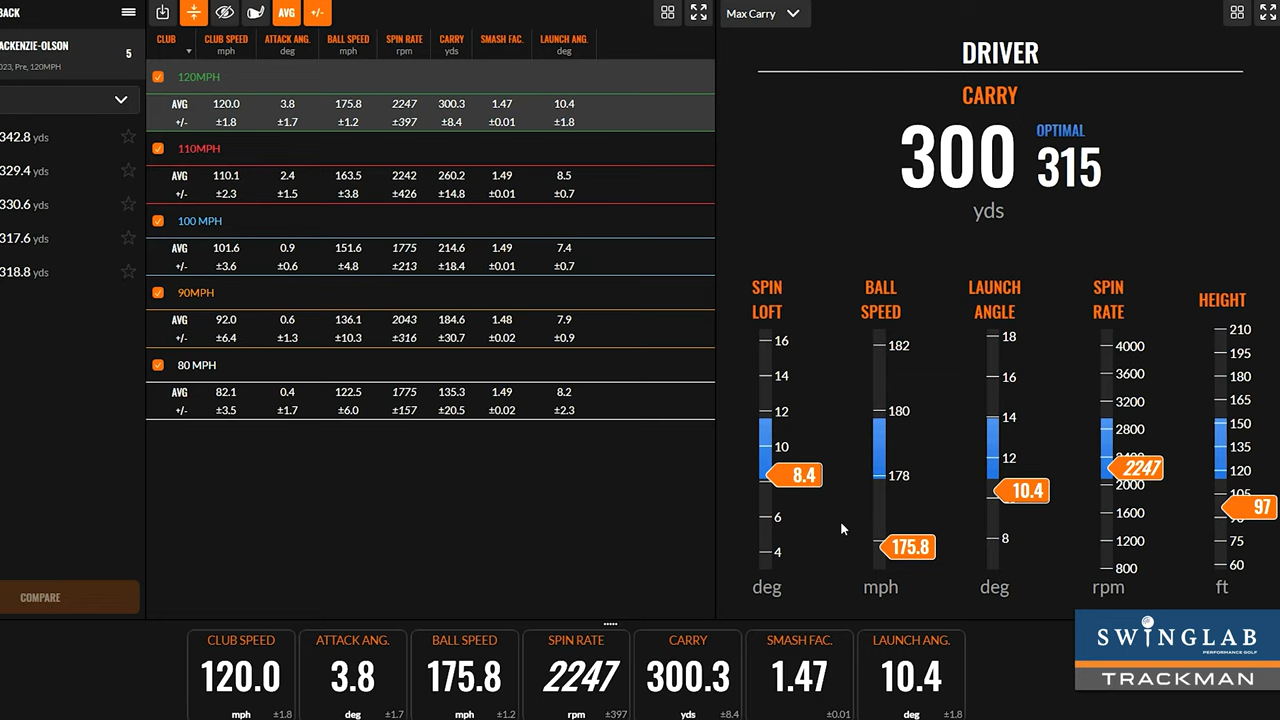 BACK
ACKENZIE-OLSON
5
023, Pre, 120MPH
342.8 yds
329.4 yds
330.6 yds
317.6 yds
318.8 yds
COMPARE
AVG +/-
CLUB CLUB SPEED ATTACK ANG. BALL SPEED SPIN RATE CARRY SMASH FAC. LAUNCH ANG.
mph deg mph rpm yds deg
120MPH
AVG 120.0 3.8 175.8 2247 300.3 1.47 10.4
+/- ±1.8 ±1.7 ±1.2 ±397 ±8.4 ±0.01 ±1.8
110MPH
AVG 110.1 2.4 163.5 2242 260.2 1.49 8.5
+/- ±2.3 ±1.5 ±3.8 ±426 ±14.8 ±0.01 ±0.7
100 MPH
AVG 101.6 0.9 151.6 1775 214.6 1.49 7.4
+/- ±3.6 ±0.6 ±4.8 ±213 ±18.4 ±0.01 ±0.7
90MPH
AVG 92.0 0.6 136.1 2043 184.6 1.48 7.9
+/- ±6.4 ±1.3 ±10.3 ±316 ±30.7 ±0.02 ±0.9
80 MPH
AVG 82.1 0.4 122.5 1775 135.3 1.49 8.2
+/- ±3.5 ±1.7 ±6.0 ±157 ±20.5 ±0.02 ±2.3
Max Carry
DRIVER
CARRY
300
OPTIMAL
315
yds
SPIN
LOFT
16
14
12
10
8.4
6
4
deg
BALL
SPEED
182
180
178
175.8
mph
LAUNCH
ANGLE
18
16
14
12
10.4
8
deg
SPIN
RATE
4000
3600
3200
2800
2400
2247
2000
1600
1200
800
rpm
HEIGHT
210
195
180
165
150
135
120
105
97
90
75
60
ft
CLUB SPEED
120.0
mph ±1.8
ATTACK ANG.
3.8
deg ±1.7
BALL SPEED
175.8
mph ±1.2
SPIN RATE
2247
rpm ±397
CARRY
300.3
yds ±8.4
SMASH FAC.
1.47
±0.01
LAUNCH ANG.
10.4
deg ±1.8
SWINGLAB
PERFORMANCE GOLF
TRACKMAN